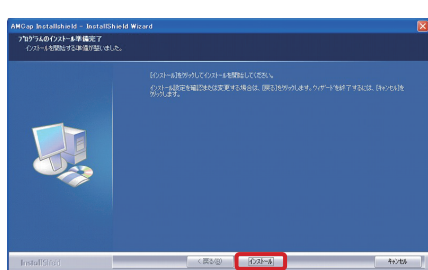 AMCap Installshield - InstallShield Wizard
ﾌﾟﾛｸﾞﾗﾑのｲﾝｽﾄｰﾙ準備完了
ｲﾝｽﾄｰﾙを開始する準備が整いました。
[ｲﾝｽﾄｰﾙ]をｸﾘｯｸしてｲﾝｽﾄｰﾙを開始してください。
ｲﾝｽﾄｰﾙ設定を確認または変更する場合は、[戻る]をｸﾘｯｸします。ｳｨｻﾞｰﾄﾞを終了するには、[ｷｬﾝｾﾙ]を
ｸﾘｯｸします。
InstallShield
< 戻る(B)
ｲﾝｽﾄｰﾙ
ｷｬﾝｾﾙ